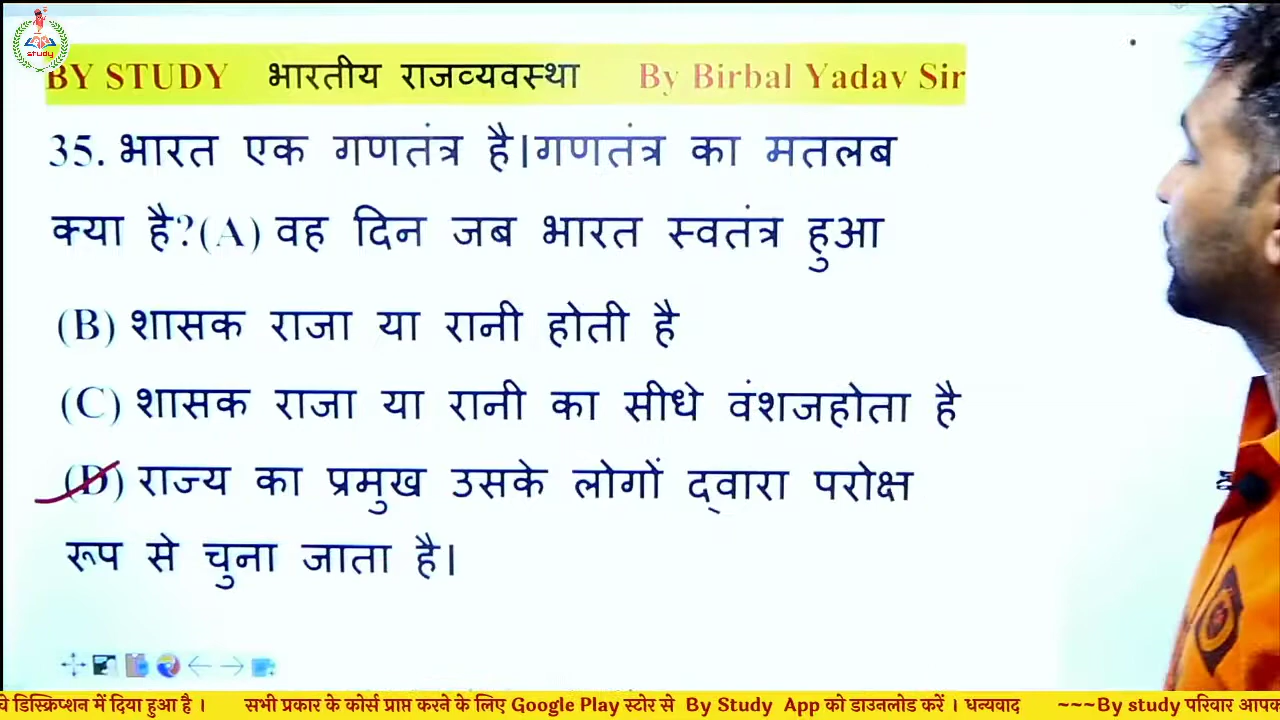 study
BY STUDY भारतीय राजव्यवस्था By Birbal Yadav Sir
35. भारत एक गणतंत्र है।गणतंत्र का मतलब
क्या है?(A) वह दिन जब भारत स्वतंत्र हुआ
(B) शासक राजा या रानी होती है
(C) शासक राजा या रानी का सीधे वंशजहोता है
(D) राज्य का प्रमुख उसके लोगों द्वारा परोक्ष
रूप से चुना जाता है।
डिस्क्रिप्शन में दिया हुआ है । सभी प्रकार के कोर्स प्राप्त करने के लिए Google Play स्टोर से By Study App को डाउनलोड करें । धन्यवाद ~~~By study परिवार